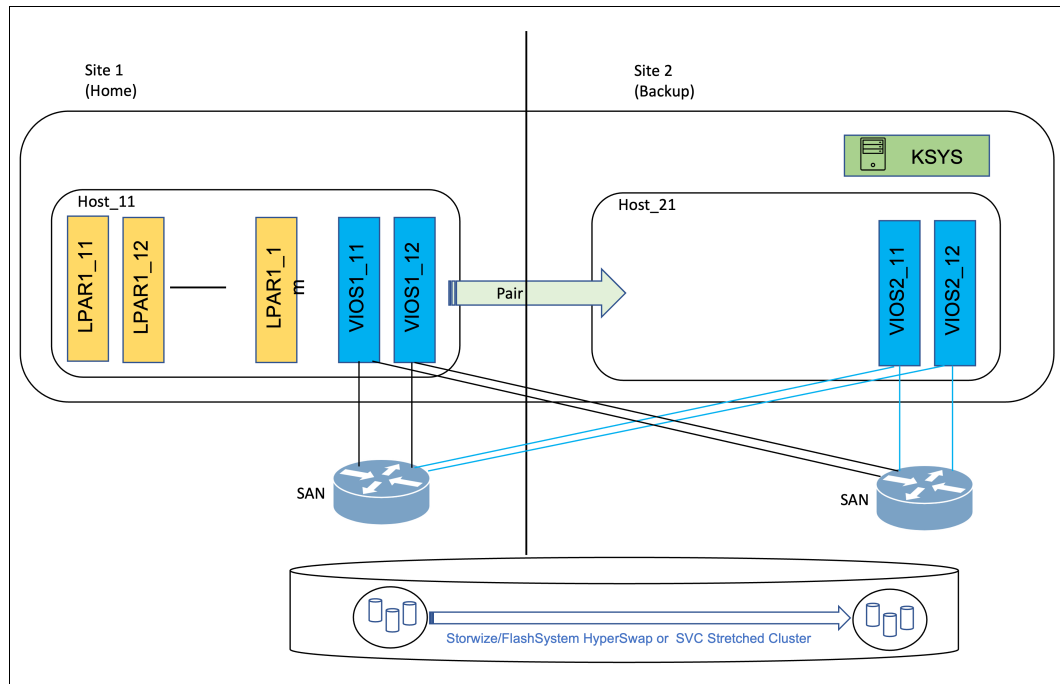 Site 1
(Home)
Site 2
(Backup)
KSYS
Host_11
Host_21
LPAR1_11
LPAR1_12
LPAR1_1
m
VIOS1_11
VIOS1_12
Pair
VIOS2_11
VIOS2_12
SAN
SAN
Storwize/FlashSystem HyperSwap or SVC Stretched Cluster